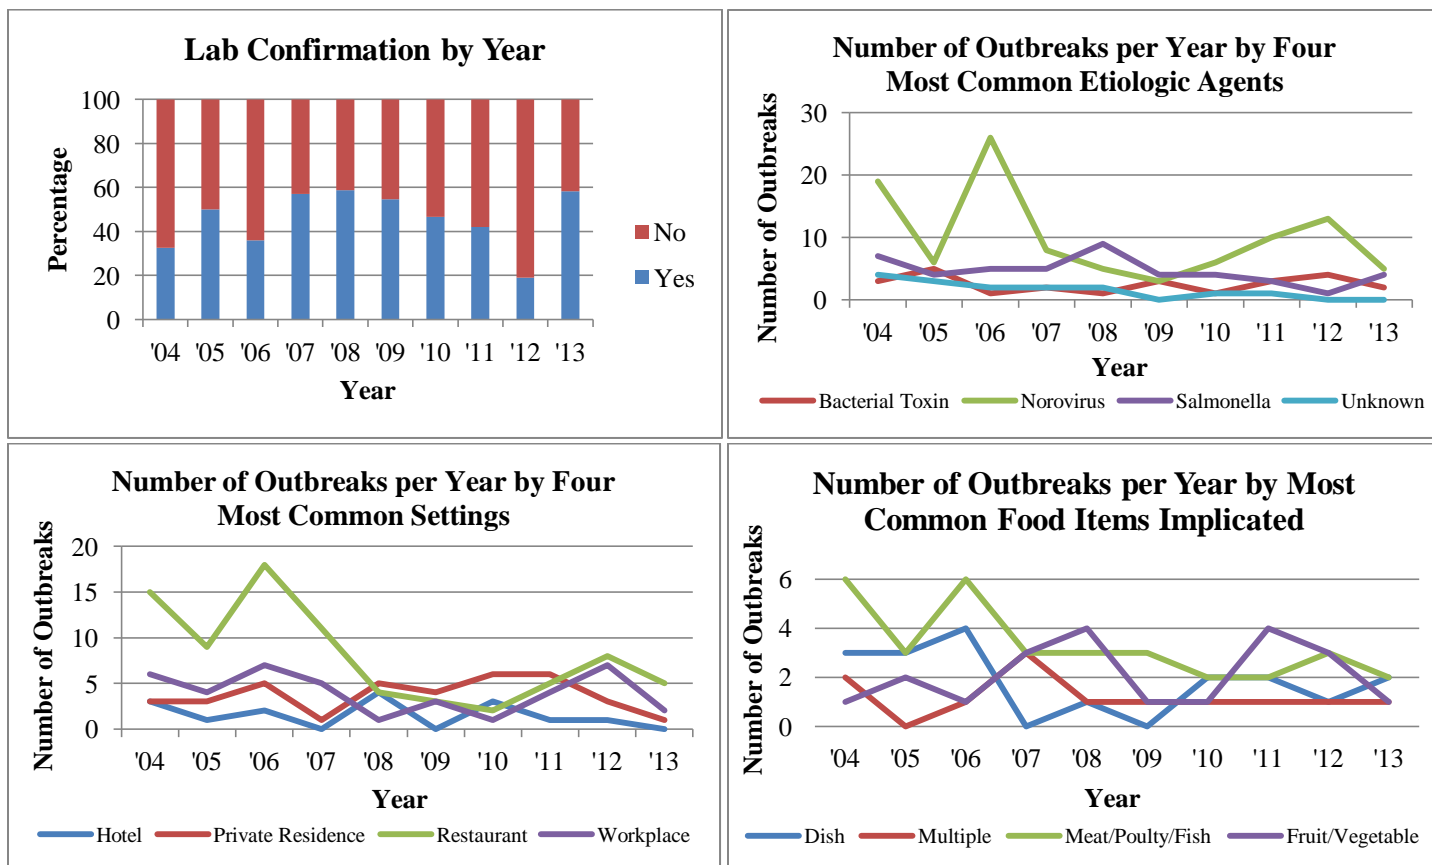 Lab Confirmation by Year
100
80
60
40
20
0
Percentage
'04 '05 '06 '07 '08 '09 '10 '11 '12 '13
Year
No
Yes
Number of Outbreaks per Year by Four
Most Common Etiologic Agents
30
20
10
0
Number of Outbreaks
'04 '05 '06 '07 '08 '09 '10 '11 '12 '13
Year
Bacterial Toxin Norovirus Salmonella Unknown
Number of Outbreaks per Year by Four
Most Common Settings
20
15
10
5
0
Number of Outbreaks
'04 '05 '06 '07 '08 '09 '10 '11 '12 '13
Year
Hotel Private Residence Restaurant Workplace
Number of Outbreaks per Year by Most
Common Food Items Implicated
6
4
2
0
Number of Outbreaks
'04 '05 '06 '07 '08 '09 '10 '11 '12 '13
Year
Dish Multiple Meat/Poulty/Fish Fruit/Vegetable